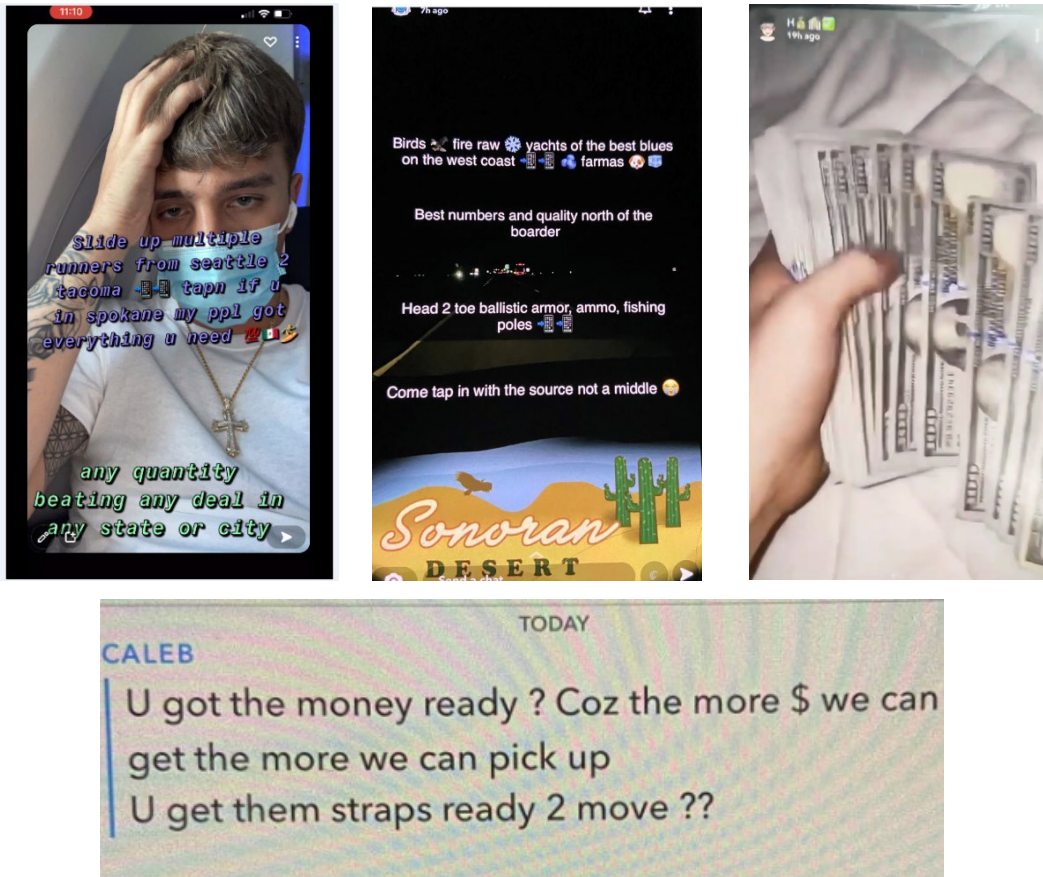 11:10
Slide up multiple
runners from seattle 2
tacoma 📲📲 tapn if u
in spokane my ppl got
everything u need 💯🇲🇽🏄
any quantity
beating any deal in
any state or city
7h ago
Birds 🦅 fire raw ❄️ yachts of the best blues
on the west coast 📲📲 💦 farmas
Best numbers and quality north of the
boarder
Head 2 toe ballistic armor, ammo, fishing
poles 📲📲
Come tap in with the source not a middle 😭
Sonoran
DESERT
Send a chat
19h ago
TODAY
CALEB
U got the money ready ? Coz the more $ we can
get the more we can pick up
U get them straps ready 2 move ??